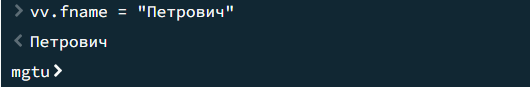 > vv.fname = "Петрович"
< Петрович
mgtu>